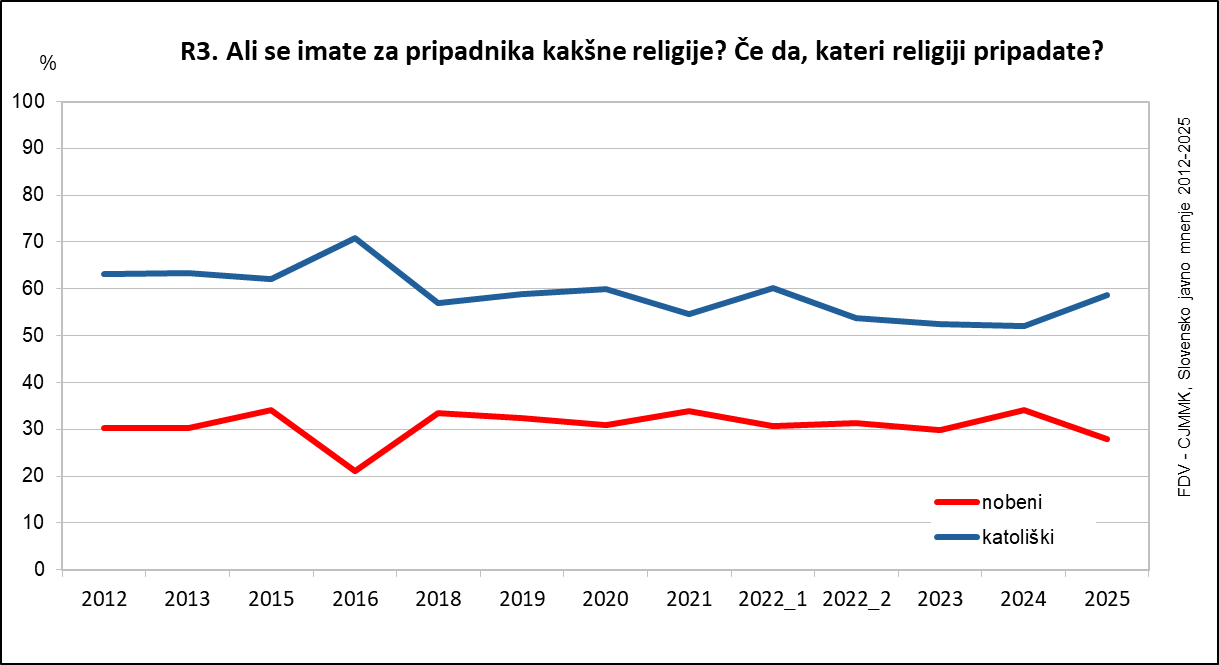 R3. Ali se imate za pripadnika kakšne religije? Če da, kateri religiji pripadate?
%
100
90
80
70
60
50
40
30
20
10
0
2012 2013 2015 2016 2018 2019 2020 2021 2022_1 2022_2 2023 2024 2025
nobeni
katoliški
FDV - CJMMK, Slovensko javno mnenje 2012-2025